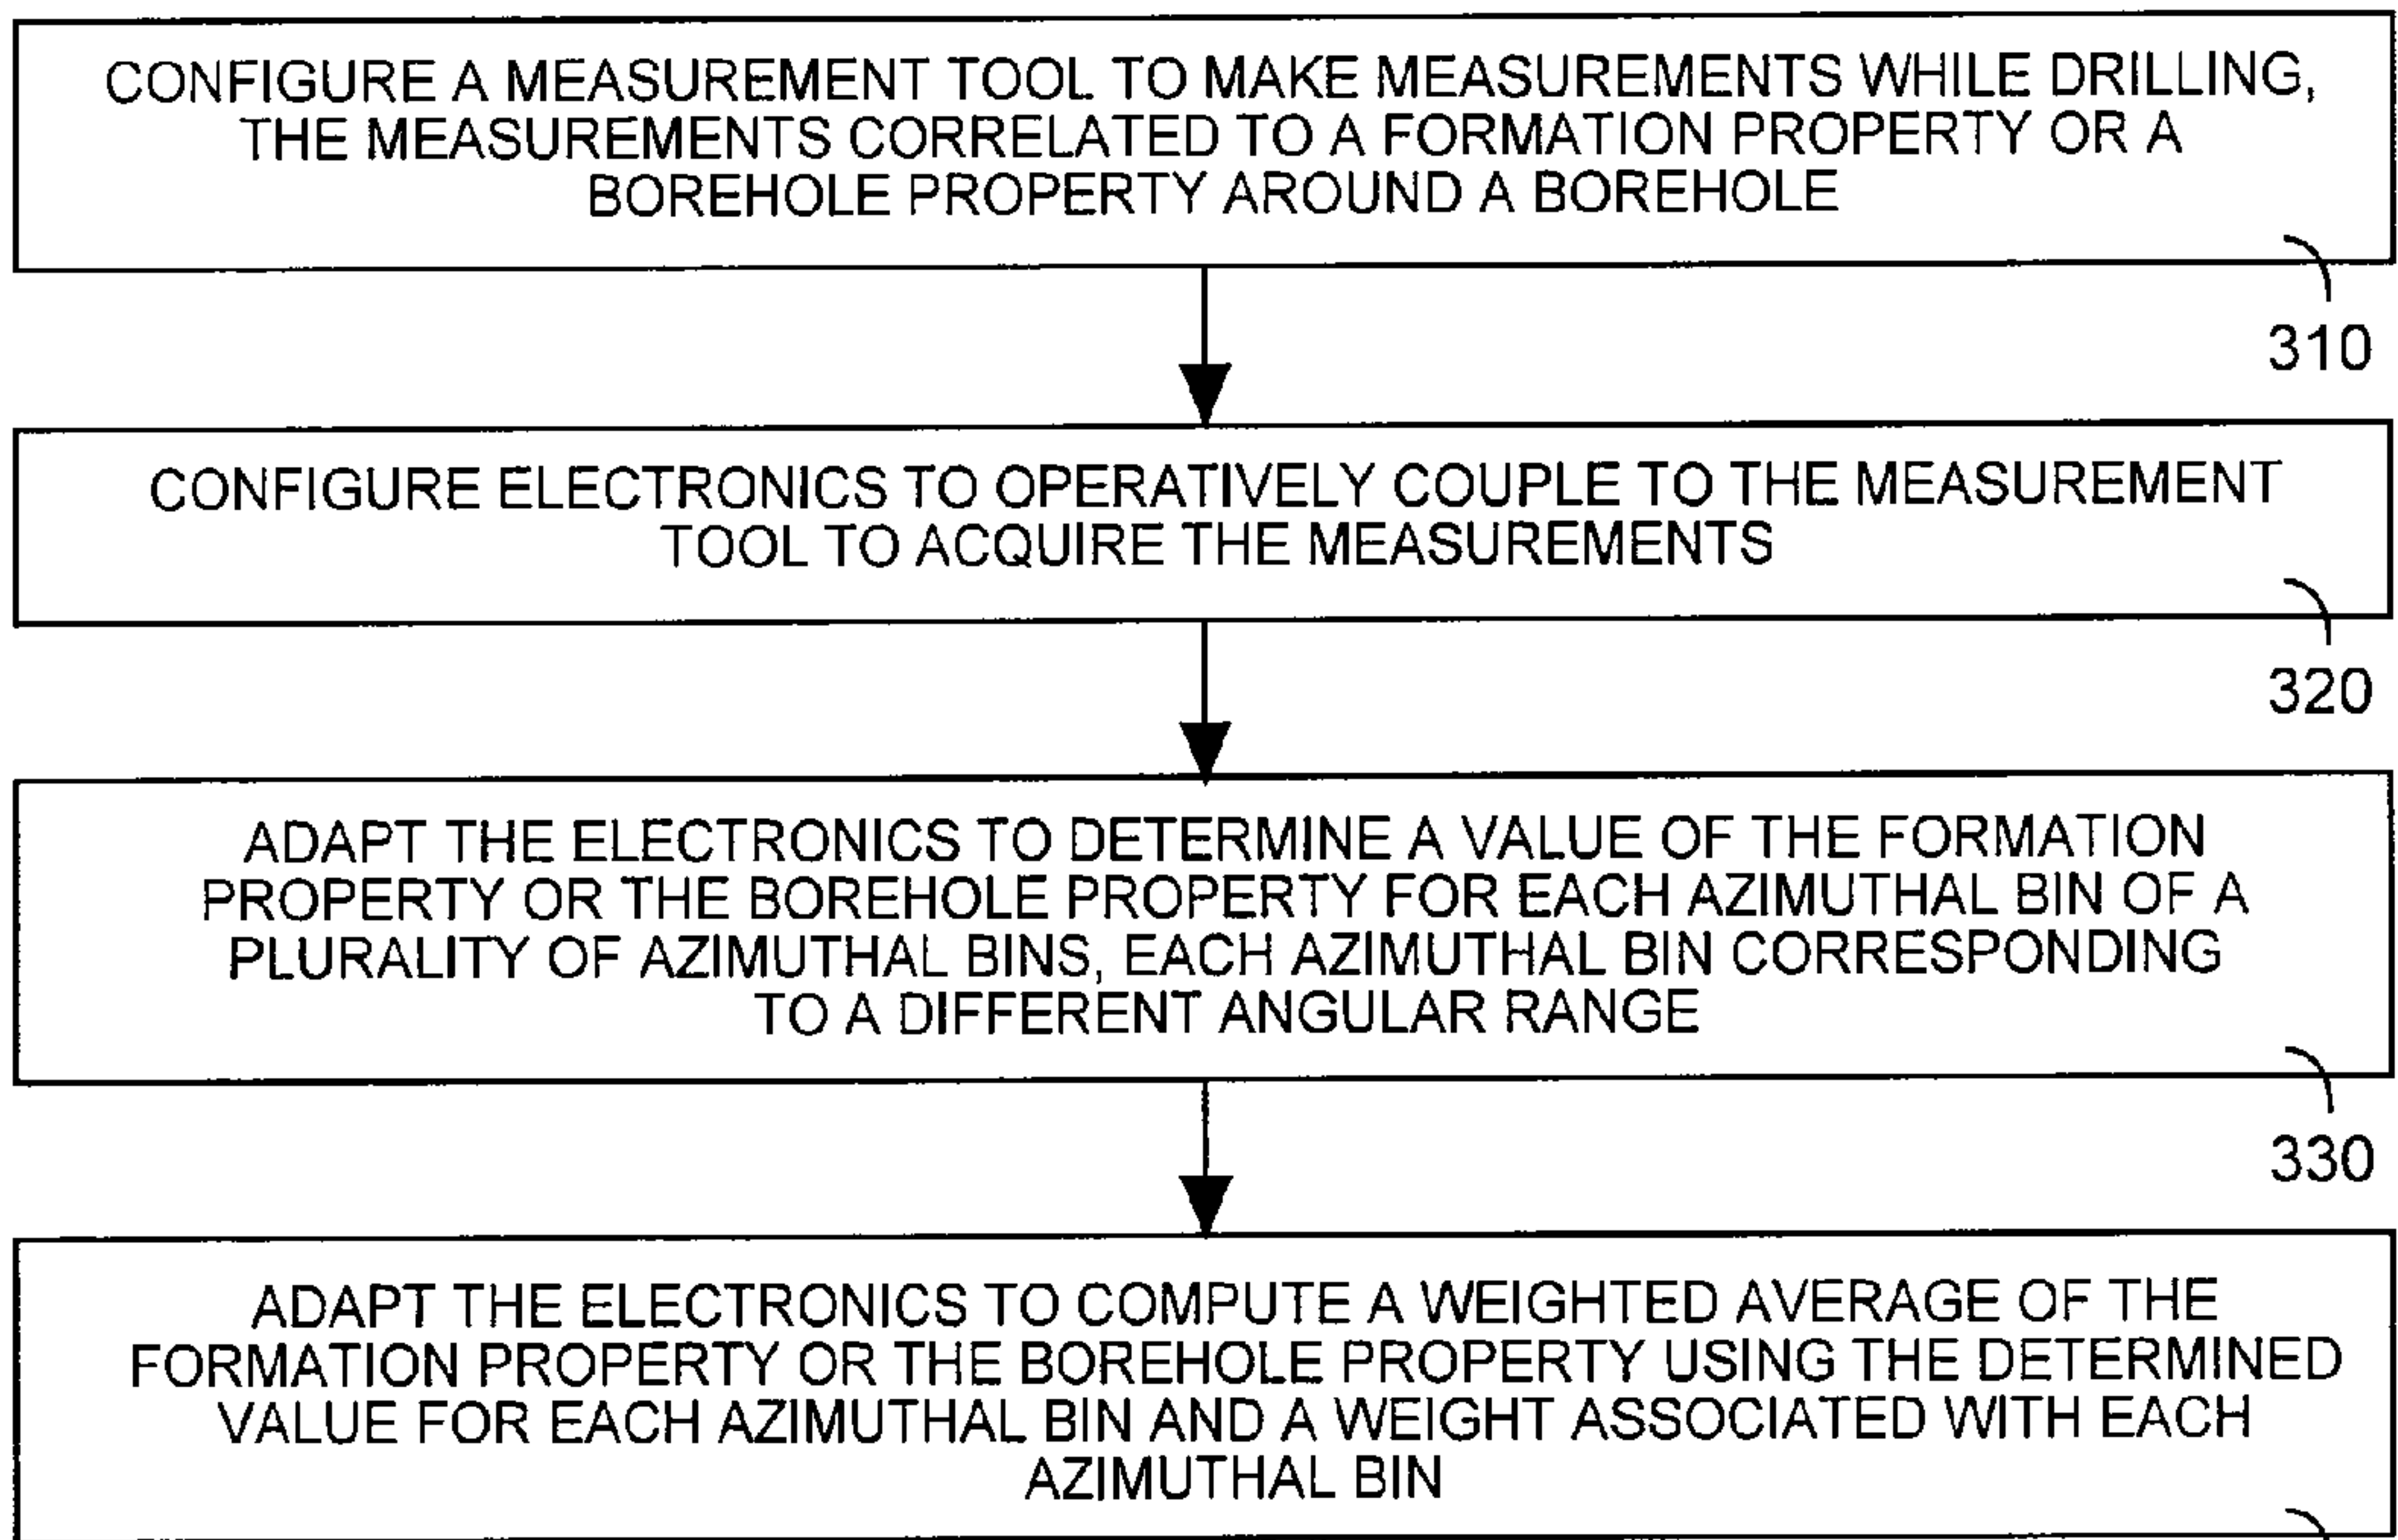 CONFIGURE A MEASUREMENT TOOL TO MAKE MEASUREMENTS WHILE DRILLING,
THE MEASUREMENTS CORRELATED TO A FORMATION PROPERTY OR A
BOREHOLE PROPERTY AROUND A BOREHOLE
310
CONFIGURE ELECTRONICS TO OPERATIVELY COUPLE TO THE MEASUREMENT
TOOL TO ACQUIRE THE MEASUREMENTS
320
ADAPT THE ELECTRONICS TO DETERMINE A VALUE OF THE FORMATION
PROPERTY OR THE BOREHOLE PROPERTY FOR EACH AZIMUTHAL BIN OF A
PLURALITY OF AZIMUTHAL BINS, EACH AZIMUTHAL BIN CORRESPONDING
TO A DIFFERENT ANGULAR RANGE
330
ADAPT THE ELECTRONICS TO COMPUTE A WEIGHTED AVERAGE OF THE
FORMATION PROPERTY OR THE BOREHOLE PROPERTY USING THE DETERMINED
VALUE FOR EACH AZIMUTHAL BIN AND A WEIGHT ASSOCIATED WITH EACH
AZIMUTHAL BIN